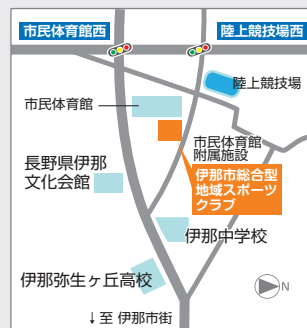 市民体育館西
陸上競技場西
陸上競技場
市民体育館
市民体育館
附属施設
伊那市総合型
地域スポーツ
クラブ
長野県伊那
文化会館
伊那中学校
伊那弥生ヶ丘高校
N
↓至 伊那市街